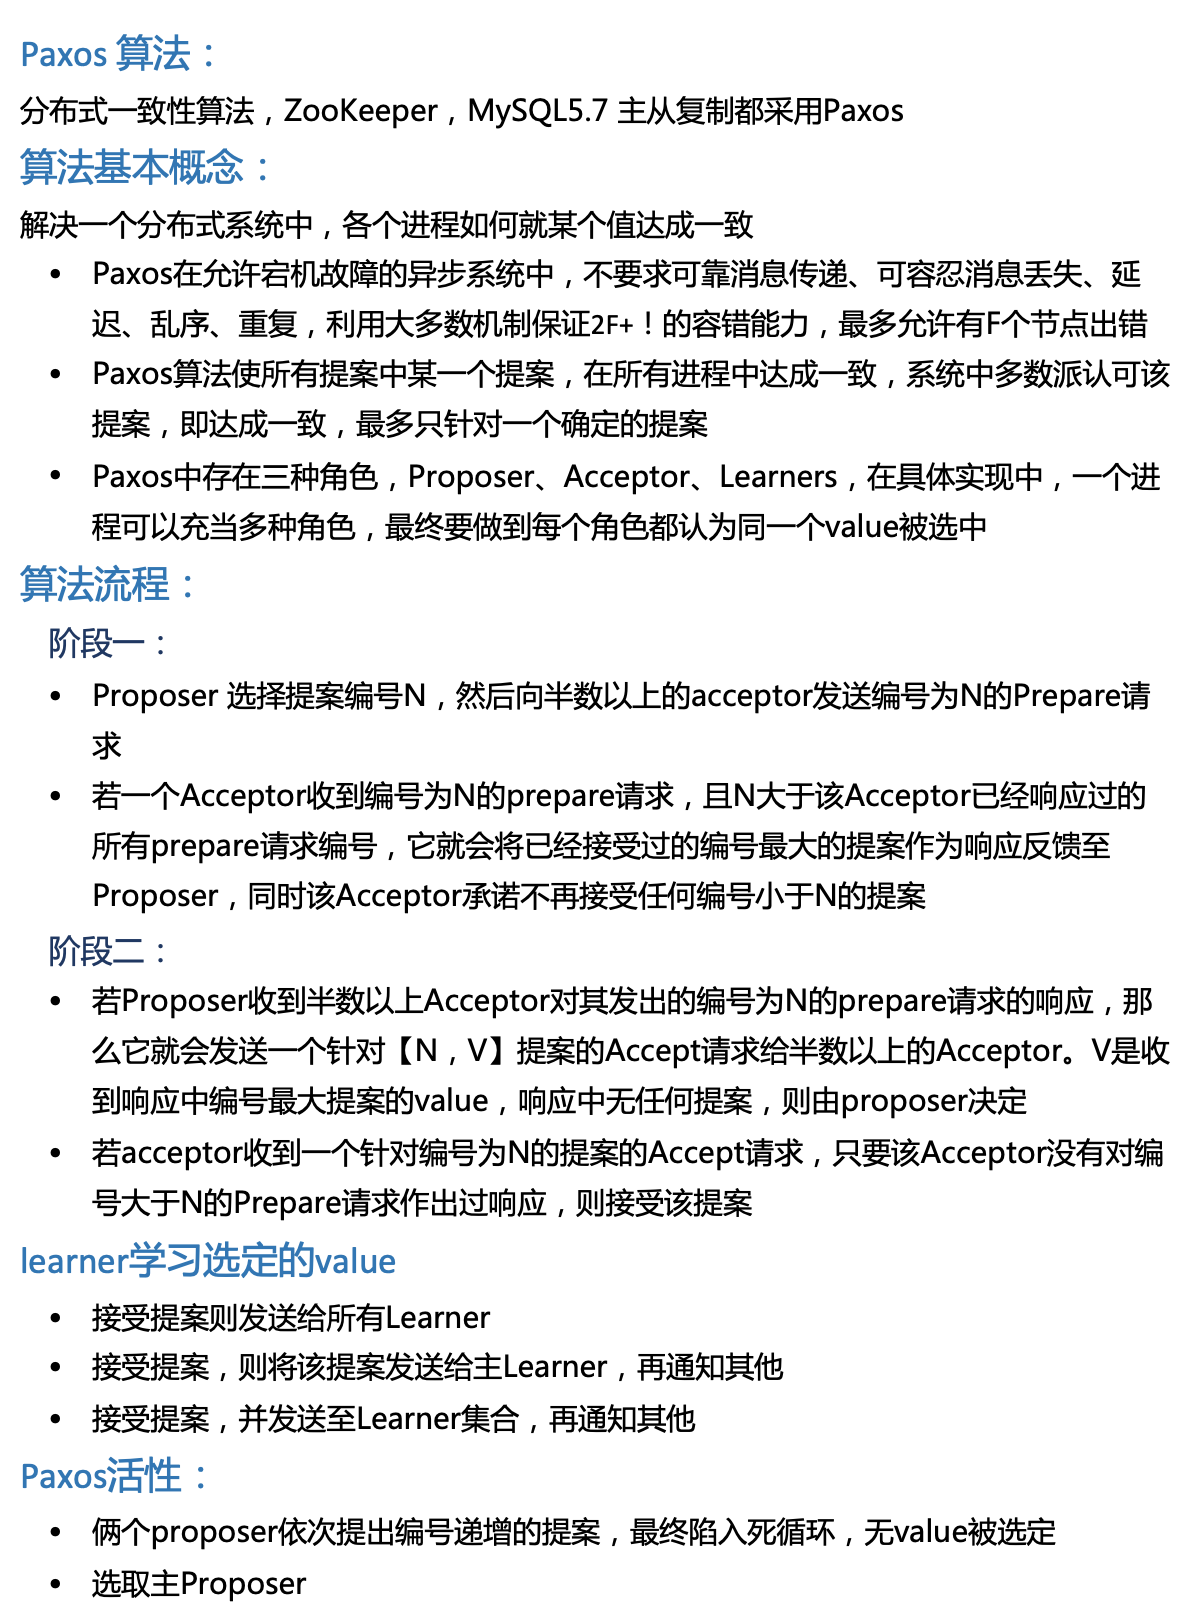 Paxos 算法：
分布式一致性算法，ZooKeeper，MySQL5.7 主从复制都采用Paxos
算法基本概念：
解决一个分布式系统中，各个进程如何就某个值达成一致
• Paxos在允许宕机故障的异步系统中，不要求可靠消息传递、可容忍消息丢失、延
迟、乱序、重复，利用大多数机制保证2F+！的容错能力，最多允许有F个节点出错
• Paxos算法使所有提案中某一个提案，在所有进程中达成一致，系统中多数派认可该
提案，即达成一致，最多只针对一个确定的提案
• Paxos中存在三种角色，Proposer、Acceptor、Learners，在具体实现中，一个进
程可以充当多种角色，最终要做到每个角色都认为同一个value被选中
算法流程：
阶段一：
• Proposer 选择提案编号N，然后向半数以上的acceptor发送编号为N的Prepare请
求
• 若一个Acceptor收到编号为N的prepare请求，且N大于该Acceptor已经响应过的
所有prepare请求编号，它就会将已经接受过的编号最大的提案作为响应反馈至
Proposer，同时该Acceptor承诺不再接受任何编号小于N的提案
阶段二：
• 若Proposer收到半数以上Acceptor对其发出的编号为N的prepare请求的响应，那
么它就会发送一个针对【N，V】提案的Accept请求给半数以上的Acceptor。V是收
到响应中编号最大提案的value，响应中无任何提案，则由proposer决定
• 若acceptor收到一个针对编号为N的提案的Accept请求，只要该Acceptor没有对编
号大于N的Prepare请求作出过响应，则接受该提案
learner学习选定的value
• 接受提案则发送给所有Learner
• 接受提案，则将该提案发送给主Learner，再通知其他
• 接受提案，并发送至Learner集合，再通知其他
Paxos活性：
• 俩个proposer依次提出编号递增的提案，最终陷入死循环，无value被选定
• 选取主Proposer